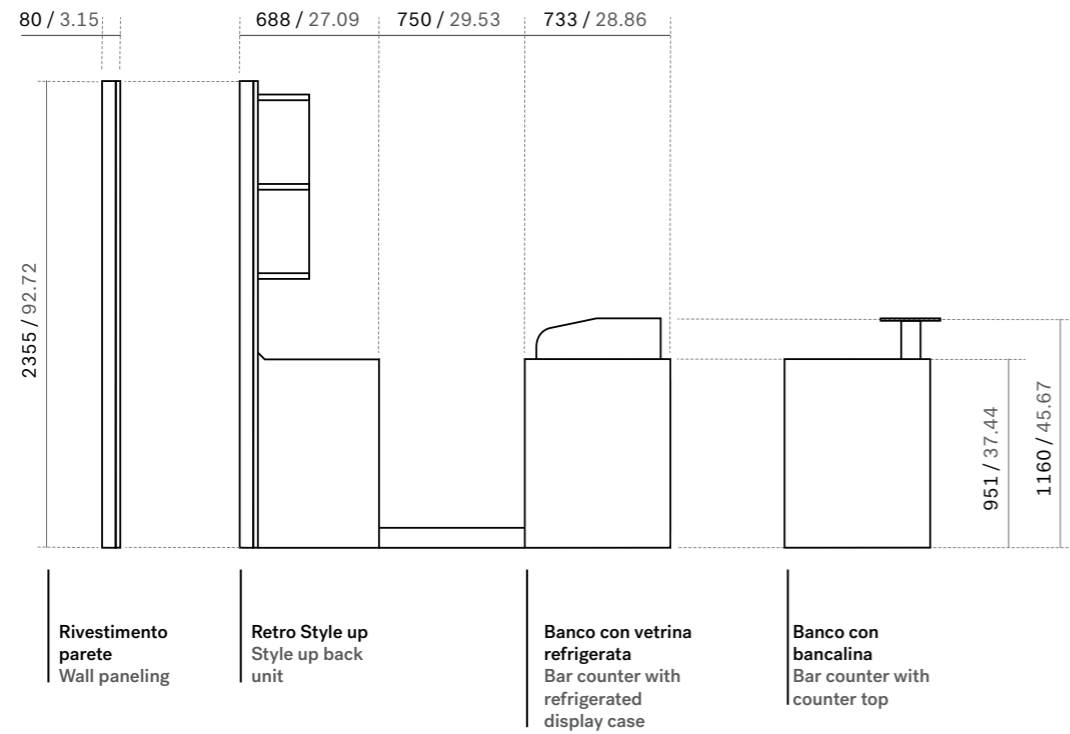 80 / 3.15
688 / 27.09
750 / 29.53
733 / 28.86
2355 / 92.72
951 / 37.44
1160 / 45.67
Rivestimento
parete
Wall paneling
Retro Style up
Style up back
unit
Banco con vetrina
refrigerata
Bar counter with
refrigerated
display case
Banco con
bancalina
Bar counter with
counter top